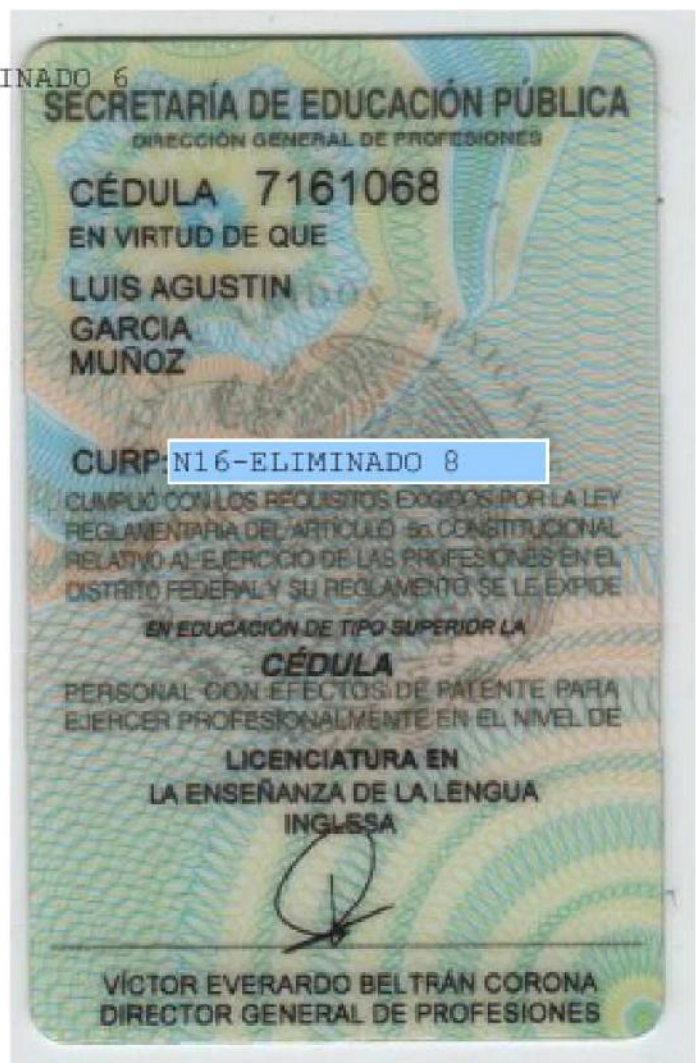 INADO 6
SECRETARÍA DE EDUCACIÓN PÚBLICA
DIRECCIÓN GENERAL DE PROFESIONES
CÉDULA 7161068
EN VIRTUD DE QUE
LUIS AGUSTIN
GARCIA
MUÑOZ
UNIDOS MEXICANOS
CURP: N16-ELIMINADO 8
CUMPLIÓ CON LOS REQUISITOS EXIGIDOS POR LA LEY
REGLAMENTARIA DEL ARTÍCULO 5o. CONSTITUCIONAL
RELATIVO AL EJERCICIO DE LAS PROFESIONES EN EL
DISTRITO FEDERAL Y SU REGLAMENTO, SE LE EXPIDE
EN EDUCACIÓN DE TIPO SUPERIOR LA
CÉDULA
PERSONAL CON EFECTOS DE PATENTE PARA
EJERCER PROFESIONALMENTE EN EL NIVEL DE
LICENCIATURA EN
LA ENSEÑANZA DE LA LENGUA
INGLESA
VÍCTOR EVERARDO BELTRÁN CORONA
DIRECTOR GENERAL DE PROFESIONES